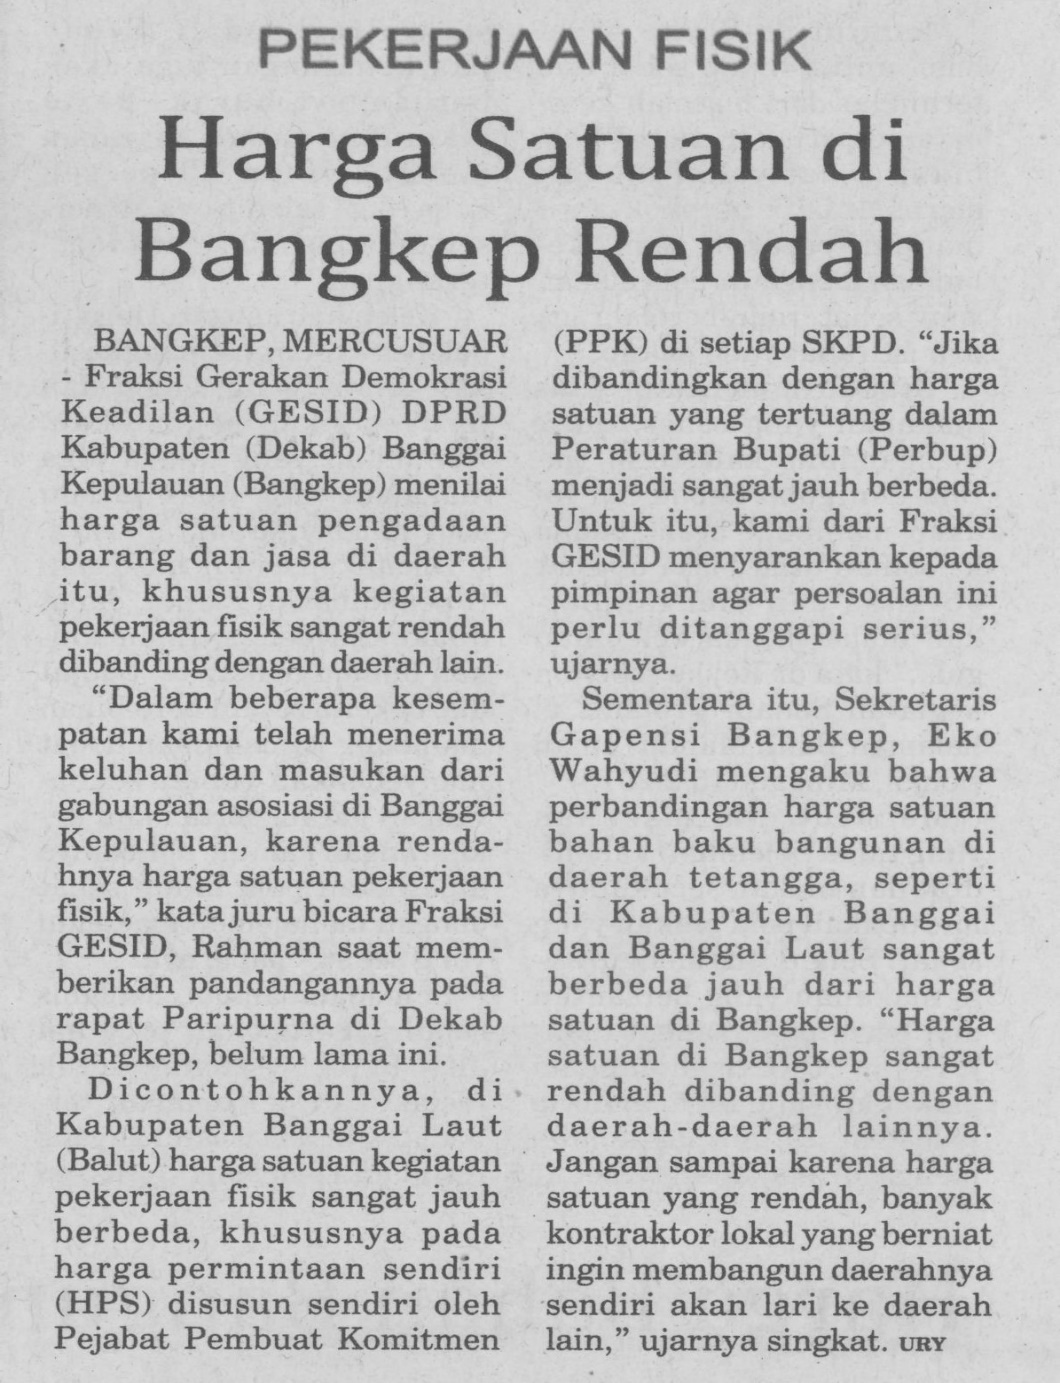 PEKERJAAN FISIK
Harga Satuan di
Bangkep Rendah
BANGKEP, MERCUSUAR
- Fraksi Gerakan Demokrasi
Keadilan (GESID) DPRD
Kabupaten (Dekab) Banggai
Kepulauan (Bangkep) menilai
harga satuan pengadaan
barang dan jasa di daerah
itu, khususnya kegiatan
pekerjaan fisik sangat rendah
dibanding dengan daerah lain.
“Dalam beberapa kesem-
patan kami telah menerima
keluhan dan masukan dari
gabungan asosiasi di Banggai
Kepulauan, karena renda-
hnya harga satuan pekerjaan
fisik,” kata juru bicara Fraksi
GESID, Rahman saat mem-
berikan pandangannya pada
rapat Paripurna di Dekab
Bangkep, belum lama ini.
Dicontohkannya, di
Kabupaten Banggai Laut
(Balut) harga satuan kegiatan
pekerjaan fisik sangat jauh
berbeda, khususnya pada
harga permintaan sendiri
(HPS) disusun sendiri oleh
Pejabat Pembuat Komitmen
(PPK) di setiap SKPD. “Jika
dibandingkan dengan harga
satuan yang tertuang dalam
Peraturan Bupati (Perbup)
menjadi sangat jauh berbeda.
Untuk itu, kami dari Fraksi
GESID menyarankan kepada
pimpinan agar persoalan ini
perlu ditanggapi serius,”
ujarnya.
Sementara itu, Sekretaris
Gapensi Bangkep, Eko
Wahyudi mengaku bahwa
perbandingan harga satuan
bahan baku bangunan di
daerah tetangga, seperti
di Kabupaten Banggai
dan Banggai Laut sangat
berbeda jauh dari harga
satuan di Bangkep. “Harga
satuan di Bangkep sangat
rendah dibanding dengan
daerah-daerah lainnya.
Jangan sampai karena harga
satuan yang rendah, banyak
kontraktor lokal yang berniat
ingin membangun daerahnya
sendiri akan lari ke daerah
lain,” ujarnya singkat. URY